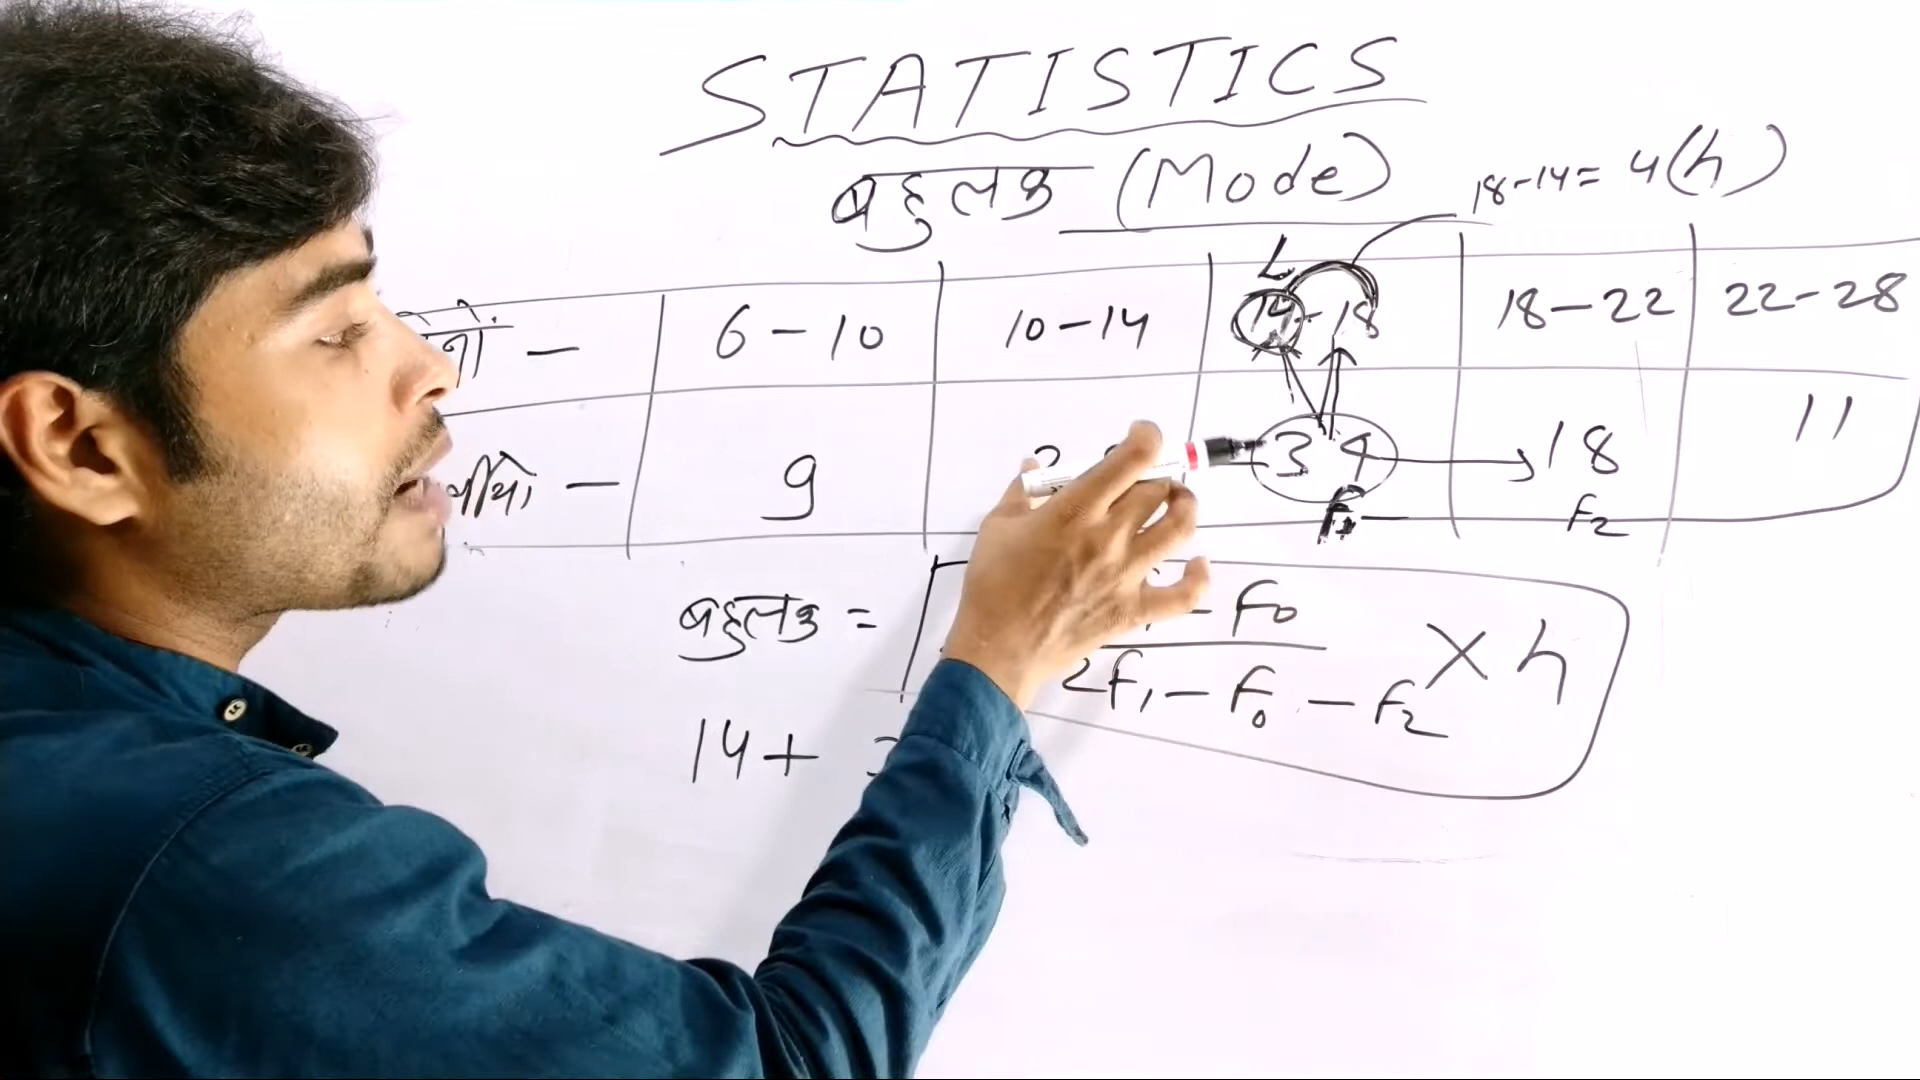 STATISTICS
बहुलक (Mode)
18-14= 4(h)
L
— 6 – 10 10 – 14 14 - 18 18 – 22 22 - 28
— 9 34 18 11
F₁ F₂
बहुलक = - F₀
2F₁ – F₀ – F₂ × h
14 +